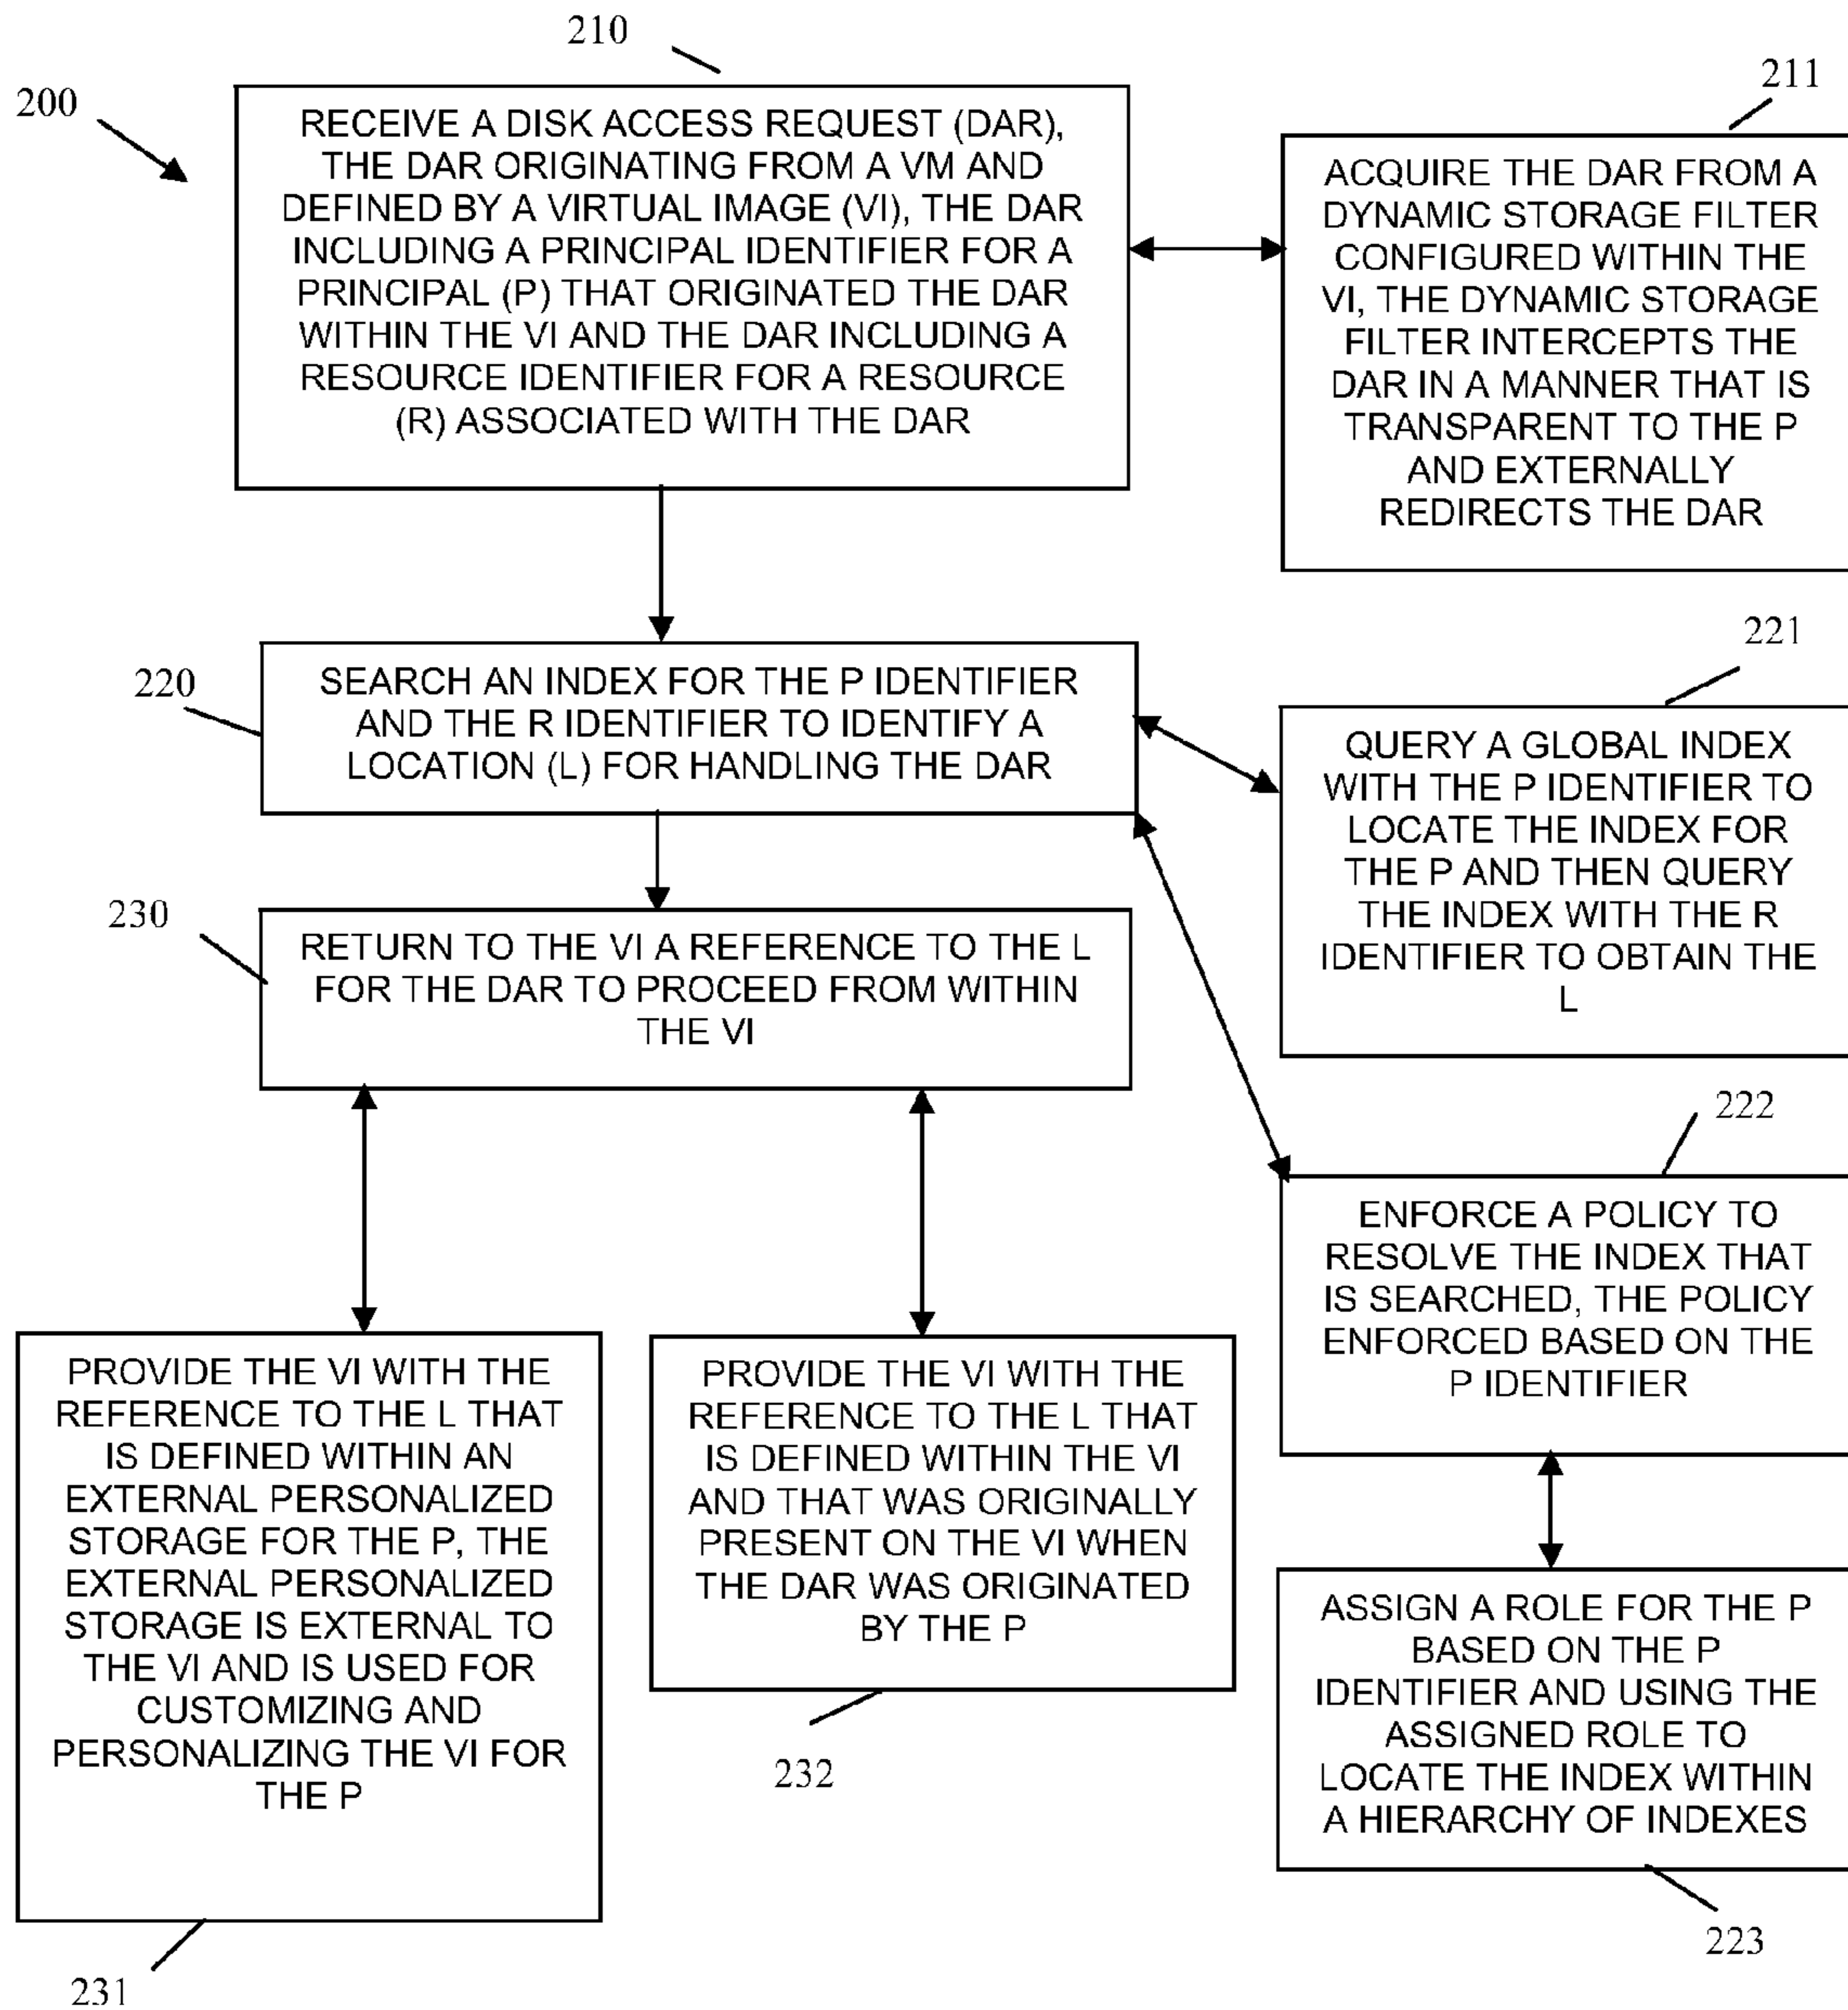 210
200
RECEIVE A DISK ACCESS REQUEST (DAR),
THE DAR ORIGINATING FROM A VM AND
DEFINED BY A VIRTUAL IMAGE (VI), THE DAR
INCLUDING A PRINCIPAL IDENTIFIER FOR A
PRINCIPAL (P) THAT ORIGINATED THE DAR
WITHIN THE VI AND THE DAR INCLUDING A
RESOURCE IDENTIFIER FOR A RESOURCE
(R) ASSOCIATED WITH THE DAR
211
ACQUIRE THE DAR FROM A
DYNAMIC STORAGE FILTER
CONFIGURED WITHIN THE
VI, THE DYNAMIC STORAGE
FILTER INTERCEPTS THE
DAR IN A MANNER THAT IS
TRANSPARENT TO THE P
AND EXTERNALLY
REDIRECTS THE DAR
220
SEARCH AN INDEX FOR THE P IDENTIFIER
AND THE R IDENTIFIER TO IDENTIFY A
LOCATION (L) FOR HANDLING THE DAR
221
QUERY A GLOBAL INDEX
WITH THE P IDENTIFIER TO
LOCATE THE INDEX FOR
THE P AND THEN QUERY
THE INDEX WITH THE R
IDENTIFIER TO OBTAIN THE
L
230
RETURN TO THE VI A REFERENCE TO THE L
FOR THE DAR TO PROCEED FROM WITHIN
THE VI
222
ENFORCE A POLICY TO
RESOLVE THE INDEX THAT
IS SEARCHED, THE POLICY
ENFORCED BASED ON THE
P IDENTIFIER
PROVIDE THE VI WITH THE
REFERENCE TO THE L THAT
IS DEFINED WITHIN AN
EXTERNAL PERSONALIZED
STORAGE FOR THE P, THE
EXTERNAL PERSONALIZED
STORAGE IS EXTERNAL TO
THE VI AND IS USED FOR
CUSTOMIZING AND
PERSONALIZING THE VI FOR
THE P
231
PROVIDE THE VI WITH THE
REFERENCE TO THE L THAT
IS DEFINED WITHIN THE VI
AND THAT WAS ORIGINALLY
PRESENT ON THE VI WHEN
THE DAR WAS ORIGINATED
BY THE P
232
ASSIGN A ROLE FOR THE P
BASED ON THE P
IDENTIFIER AND USING THE
ASSIGNED ROLE TO
LOCATE THE INDEX WITHIN
A HIERARCHY OF INDEXES
223